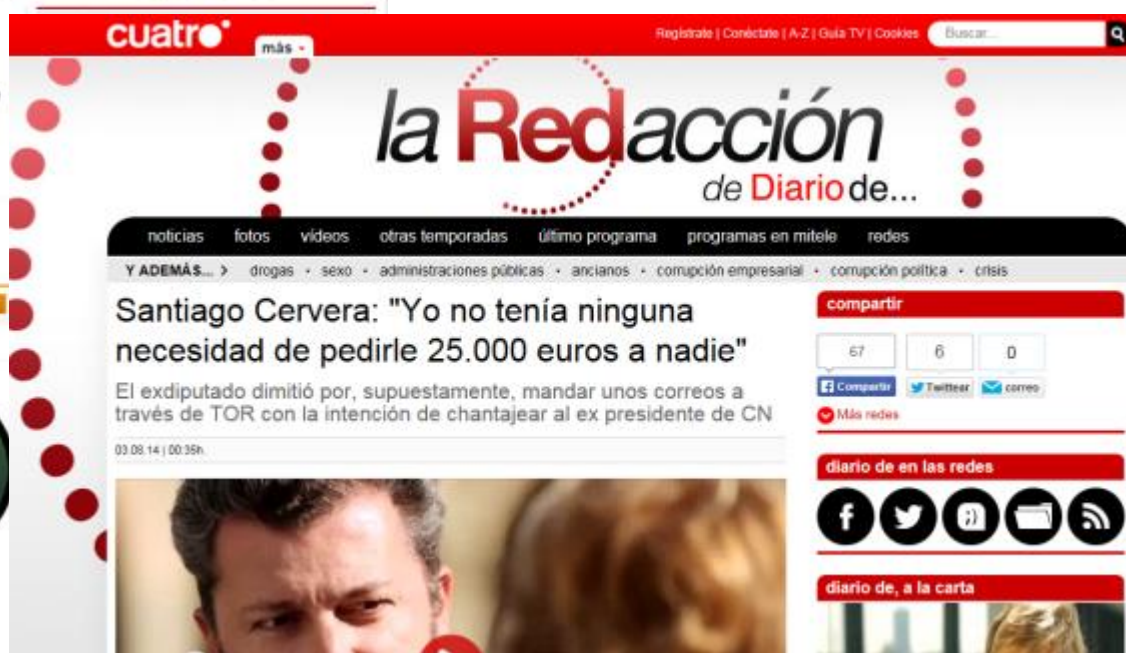 cuatro
más
Regístrate | Conéctate | A-Z | Guía TV | Cookies
Buscar...
la Redacción
de Diario de...
noticias fotos vídeos otras temporadas último programa programas en mitele redes
Y ADEMÁS... > drogas • sexo • administraciones públicas • ancianos • corrupción empresarial • corrupción política • crisis
Santiago Cervera: "Yo no tenía ninguna
necesidad de pedirle 25.000 euros a nadie"
El exdiputado dimitió por, supuestamente, mandar unos correos a
través de TOR con la intención de chantajear al ex presidente de CN
03.08.14 | 00:35h.
compartir
67 6 0
Compartir Twittear correo
Más redes
diario de en las redes
diario de, a la carta